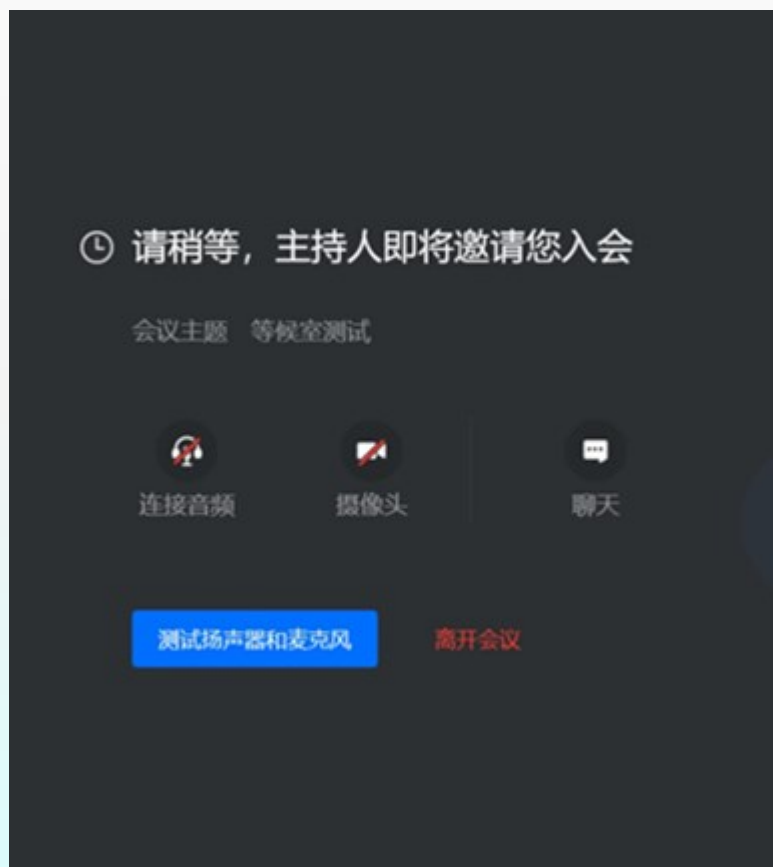 请稍等，主持人即将邀请您入会
会议主题 等候室测试
连接音频 摄像头 聊天
测试扬声器和麦克风 离开会议